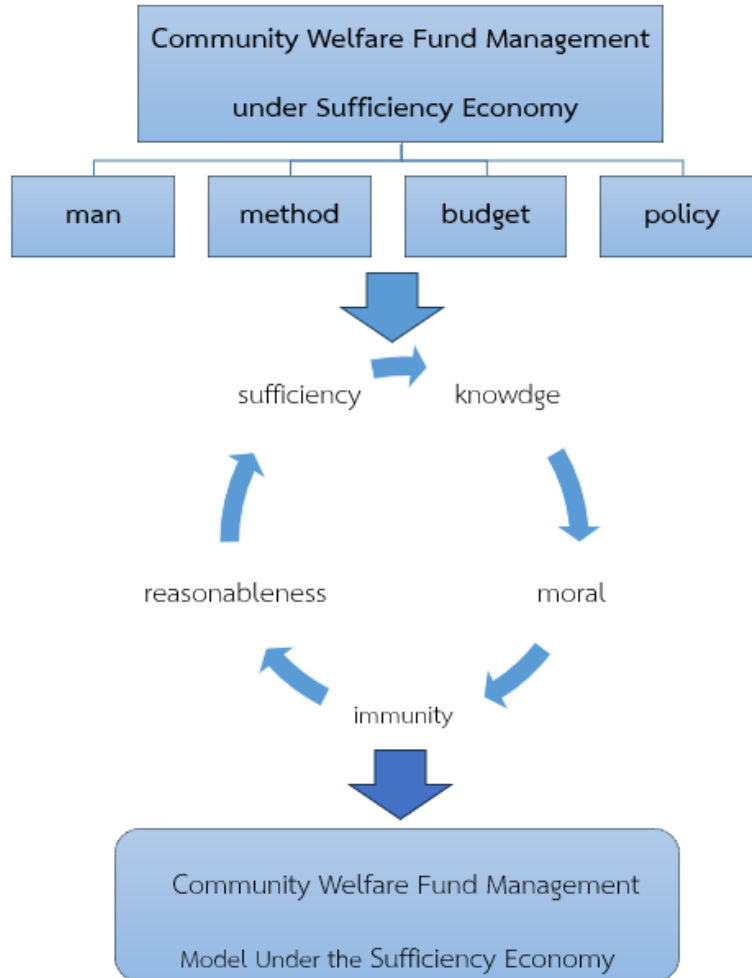 Community Welfare Fund Management
under Sufficiency Economy
man
method
budget
policy
sufficiency
knowdge
reasonableness
moral
immunity
Community Welfare Fund Management
Model Under the Sufficiency Economy